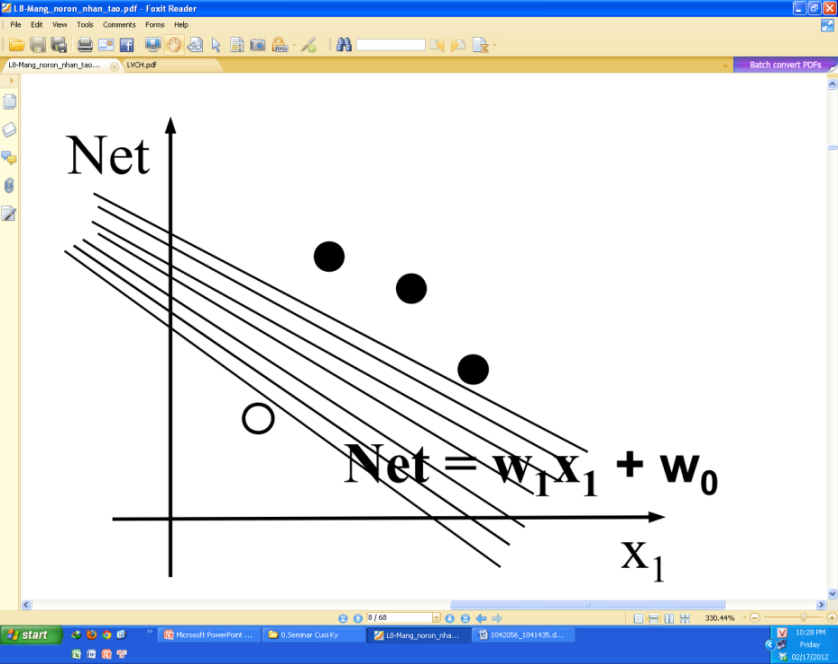 L8-Mang_noron_nhan_tao.pdf - Foxit Reader
File Edit View Tools Comments Forms Help
L8-Mang_noron_nhan_tao... LVCH.pdf Batch convert PDFs
Net
Net = w1x1 + w0
x1
8 / 68 330.44%
start Microsoft PowerPoint ... 0.Seminar Cuoi Ky L8-Mang_noron_nha... 1042056_1041435.d... 10:28 PM
Friday
02/17/2012